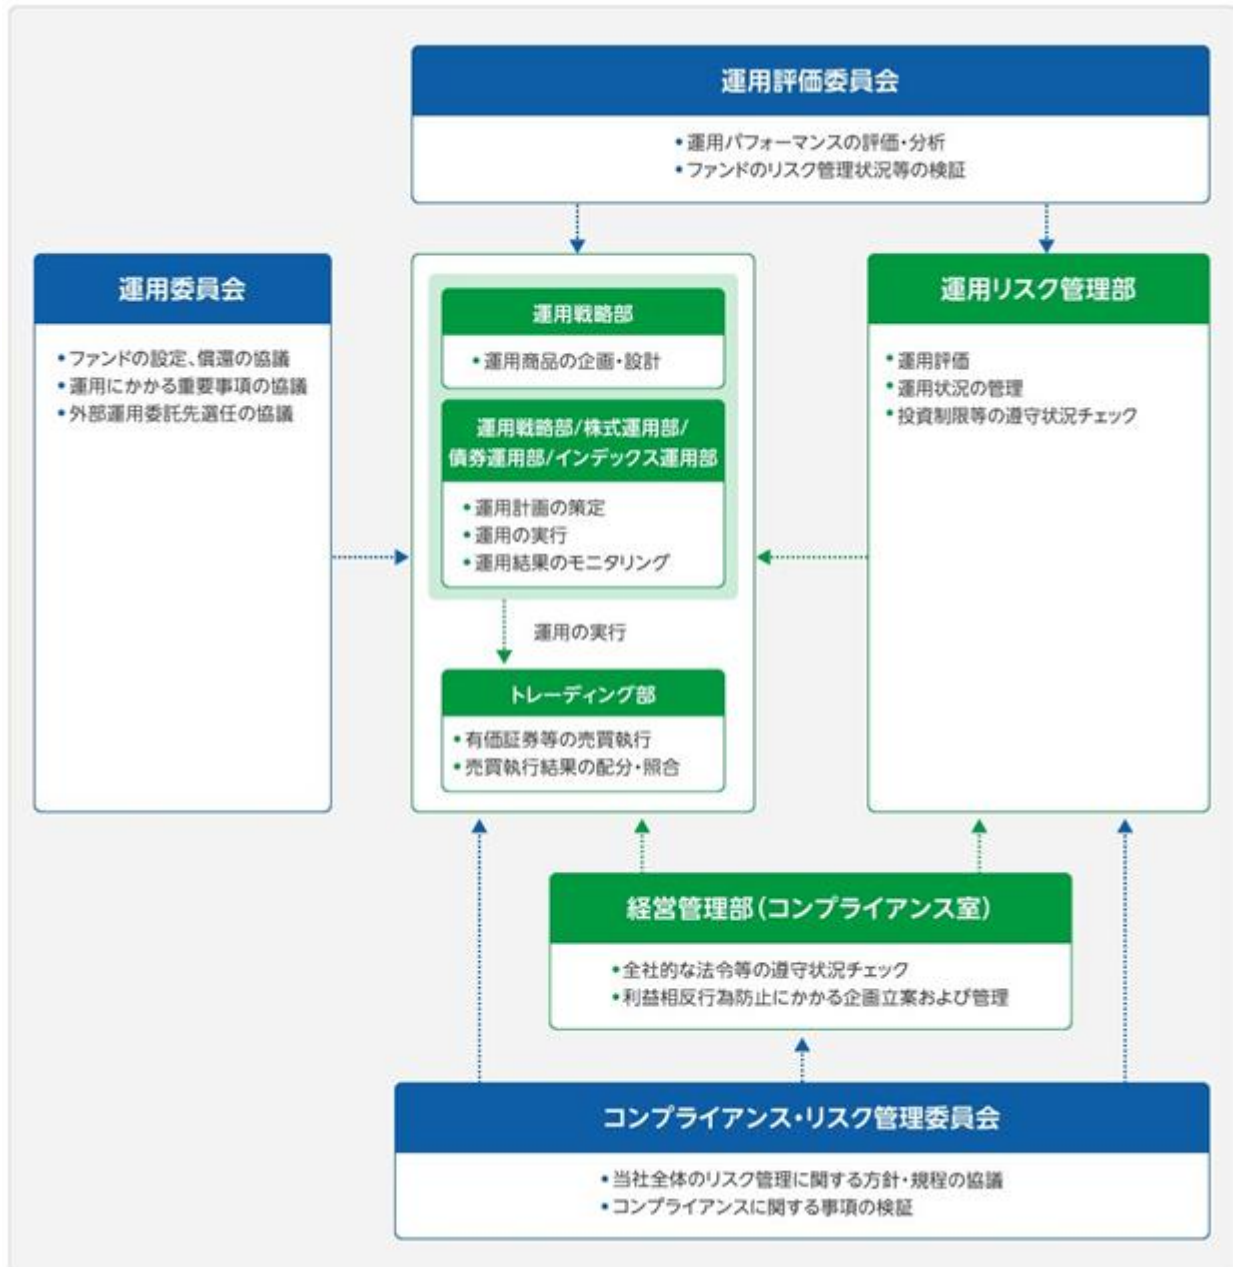 運用評価委員会
•運用パフォーマンスの評価・分析
•ファンドのリスク管理状況等の検証
運用委員会
•ファンドの設定、償還の協議
•運用にかかる重要事項の協議
•外部運用委託先選任の協議
運用戦略部
•運用商品の企画・設計
運用戦略部/株式運用部/
債券運用部/インデックス運用部
•運用計画の策定
•運用の実行
•運用結果のモニタリング
運用の実行
トレーディング部
•有価証券等の売買執行
•売買執行結果の配分・照合
運用リスク管理部
•運用評価
•運用状況の管理
•投資制限等の遵守状況チェック
経営管理部(コンプライアンス室)
•全社的な法令等の遵守状況チェック
•利益相反行為防止にかかる企画立案および管理
コンプライアンス・リスク管理委員会
•当社全体のリスク管理に関する方針・規程の協議
•コンプライアンスに関する事項の検証